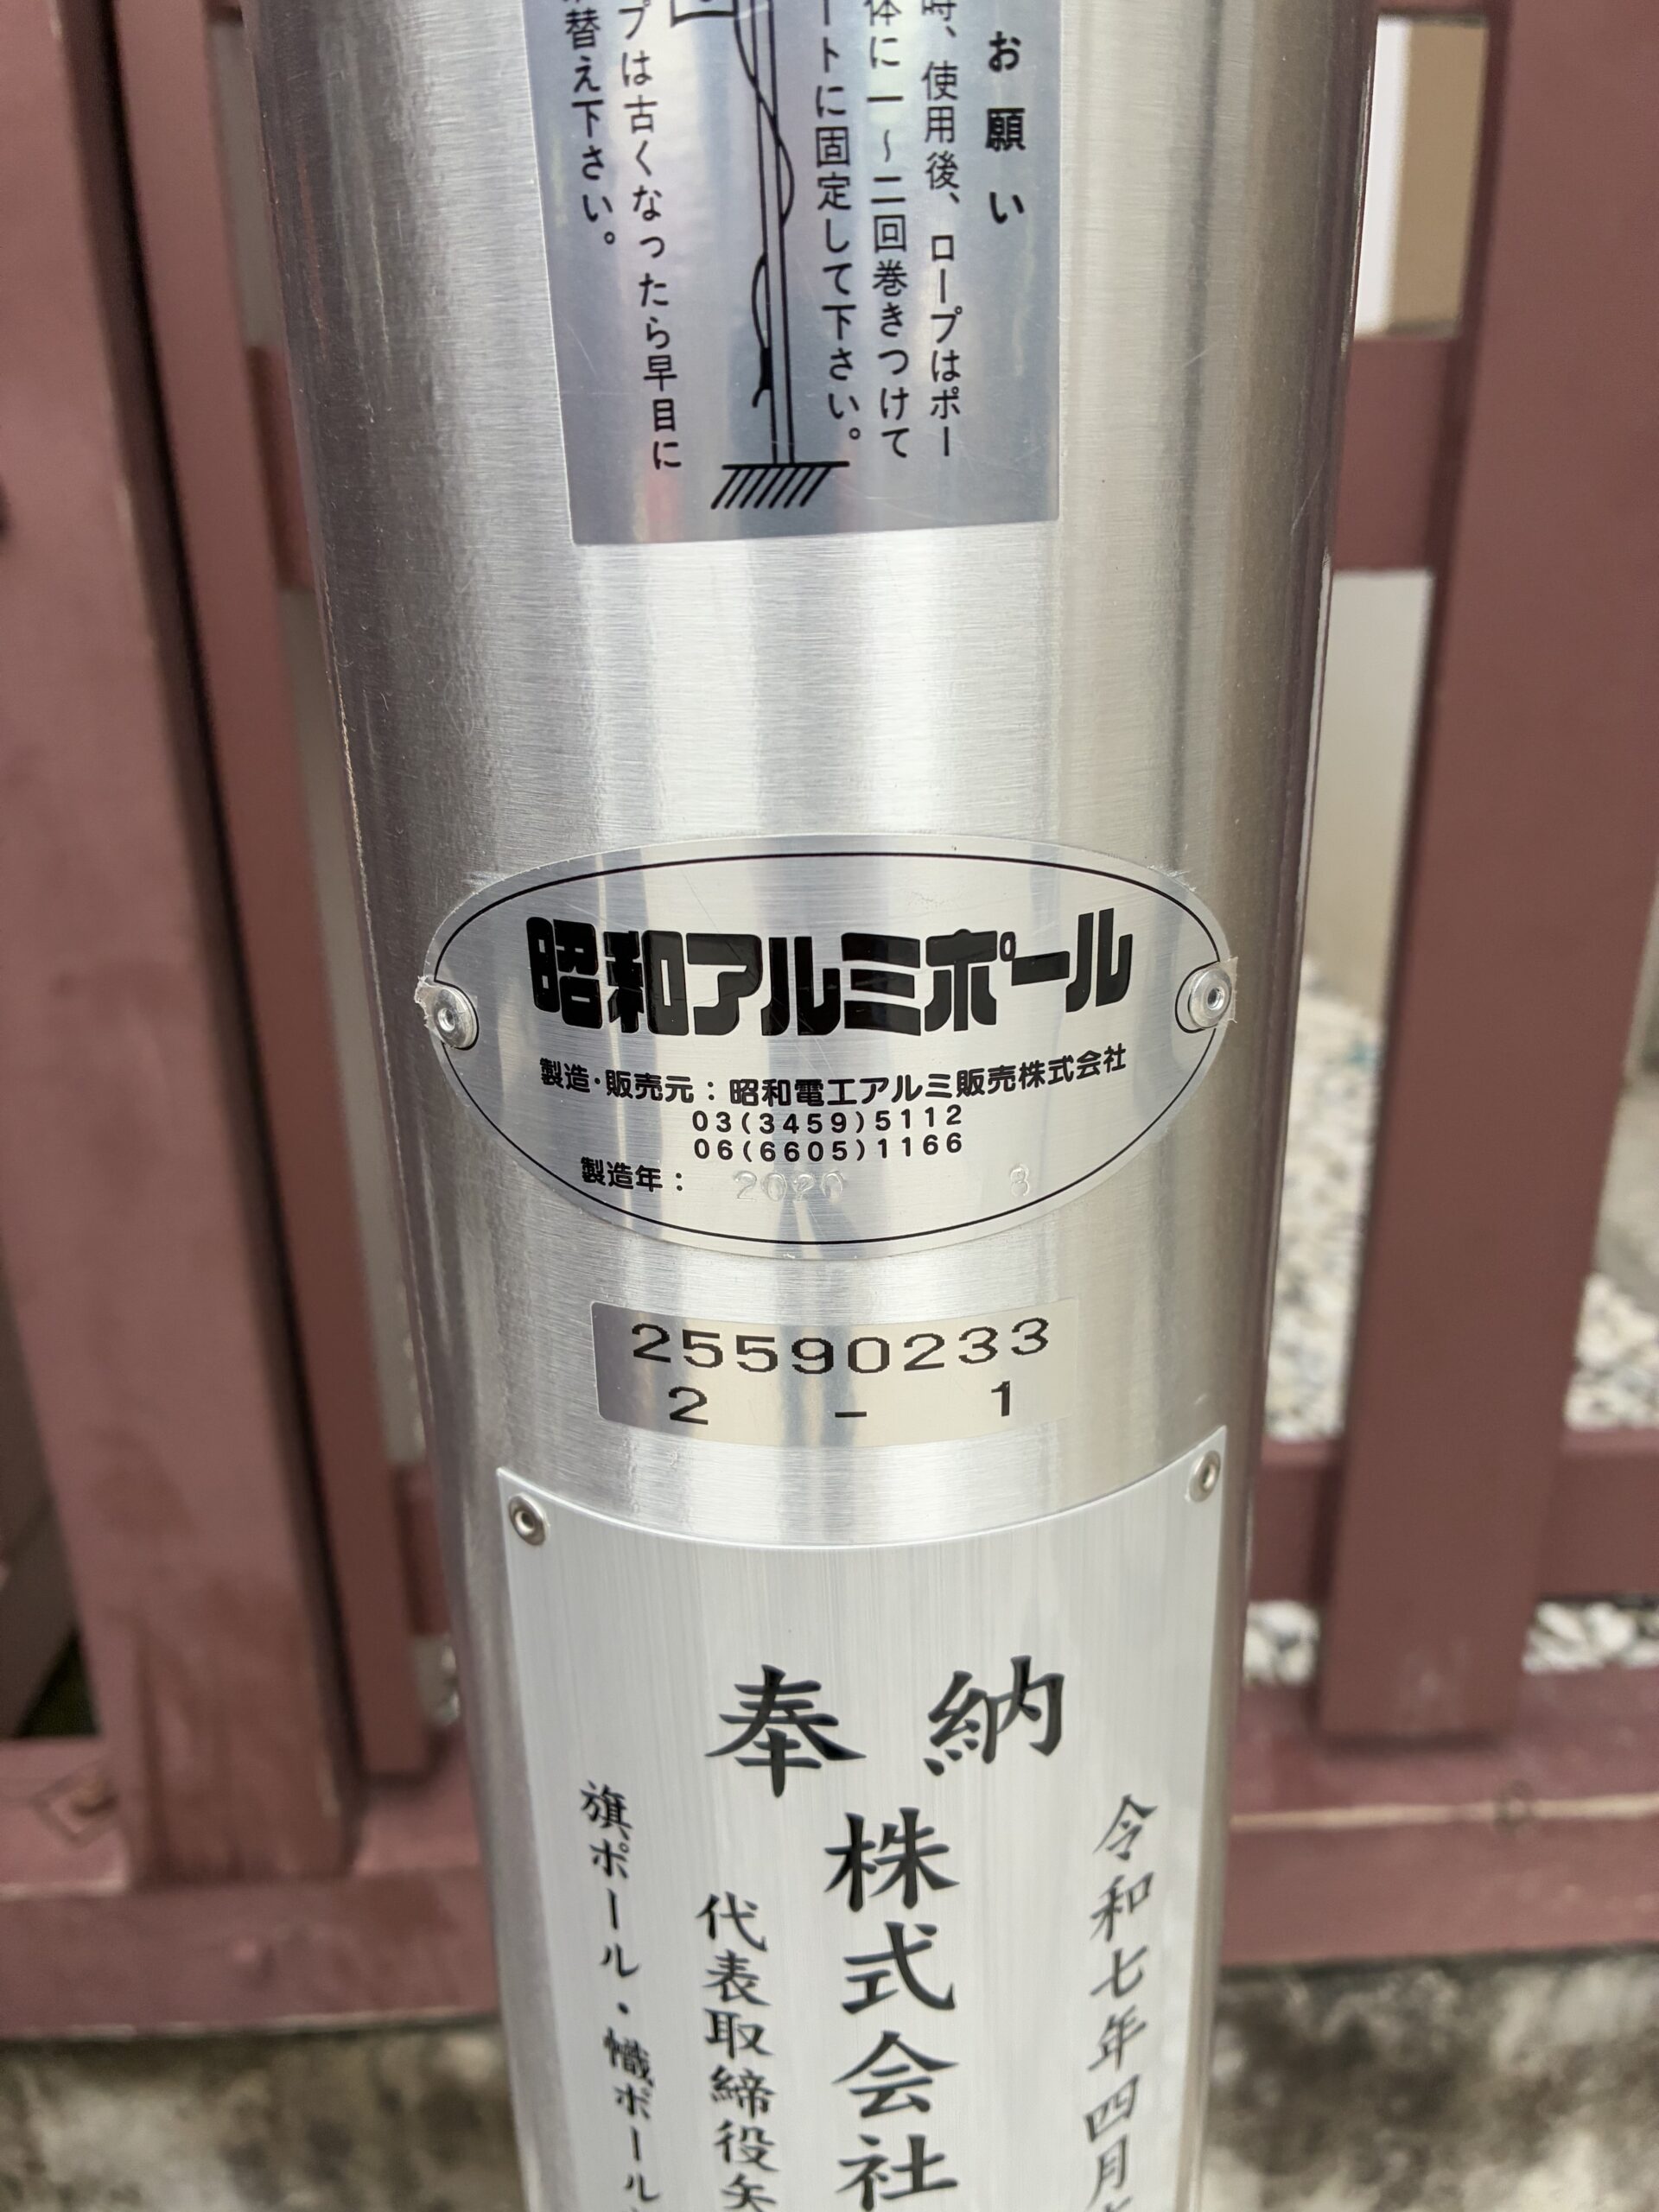 お願い
時、使用後、ロープはポー
体に一～二回巻きつけて
ートに固定して下さい。
プは古くなったら早目に
替え下さい。
昭和アルミポール
製造・販売元：昭和電工アルミ販売株式会社
03(3459)5112
06(6605)1166
製造年： 2020 8
25590233
2 - 1
奉納
令和七年四月
株式会社
代表取締役矢
旗ポール・幟ポール